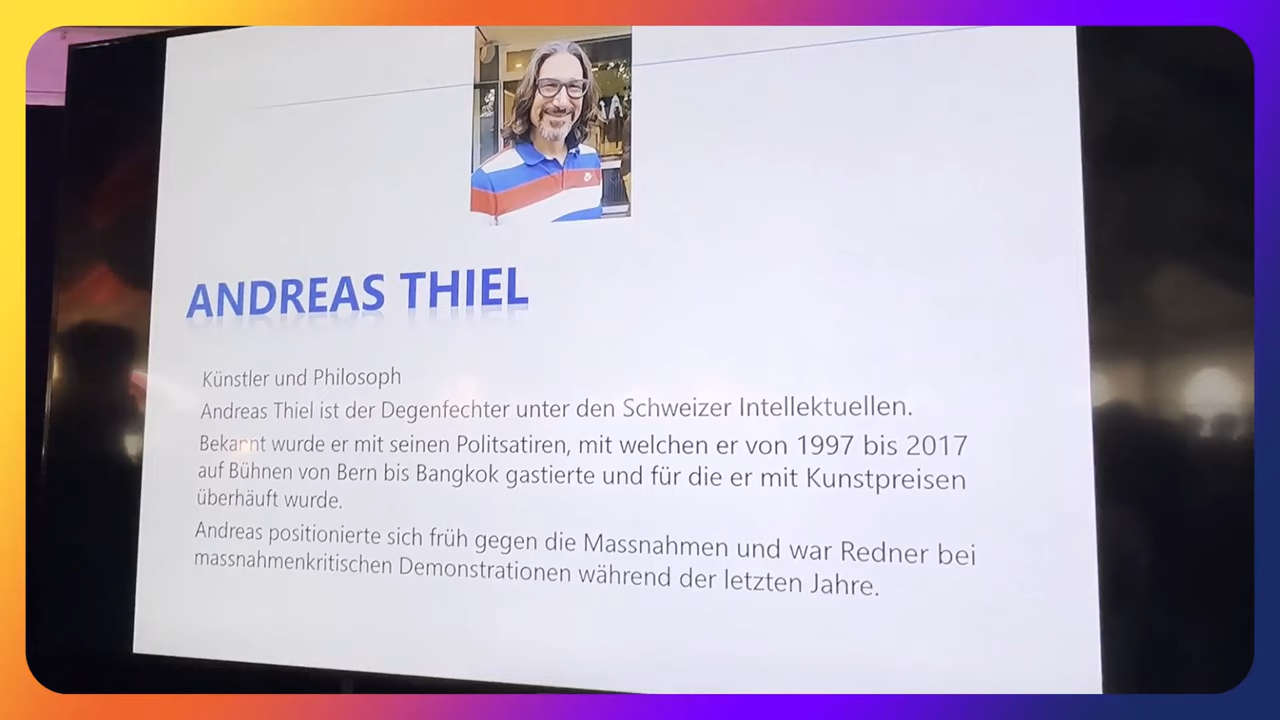 ANDREAS THIEL
Künstler und Philosoph
Andreas Thiel ist der Degenfechter unter den Schweizer Intellektuellen.
Bekannt wurde er mit seinen Politsatiren, mit welchen er von 1997 bis 2017
auf Bühnen von Bern bis Bangkok gastierte und für die er mit Kunstpreisen
überhäuft wurde.
Andreas positionierte sich früh gegen die Massnahmen und war Redner bei
massnahmenkritischen Demonstrationen während der letzten Jahre.